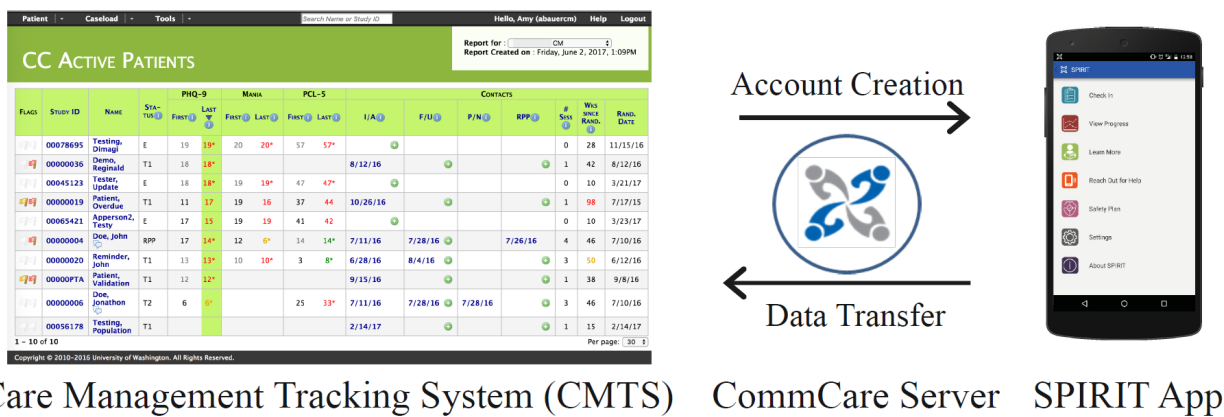 Patient | - Caseload | - Tools | - Search Name or Study ID Hello, Amy (abauercm) Help Logout
CC Active Patients
Report for : CM
Report Created on : Friday, June 2, 2017, 1:09PM
PHQ-9 Mania PCL-5 Contacts
Flags Study ID Name Sta-tus First Last First Last First Last I/A F/U P/N RPP # Sess Wks since Rand. Rand. Date
00078695 Testing, Dimagi E 19 19* 20 20* 57 57* 0 28 11/15/16
00000036 Demo, Reginald T1 18 18* 8/12/16 1 42 8/12/16
00045123 Tester, Update E 18 18* 19 19* 47 47* 0 10 3/21/17
00000019 Patient, Overdue T1 11 17 19 16 37 44 10/26/16 1 98 7/17/15
00065421 Apperson2, Testy E 17 15 19 19 41 42 0 10 3/23/17
00000004 Doe, John RPP 17 14* 12 6* 14 14* 7/11/16 7/28/16 7/26/16 4 46 7/10/16
00000020 Reminder, John T1 13 13* 10 10* 3 8* 6/28/16 8/4/16 3 50 6/12/16
00000PTA Patient, Validation T1 12 12* 9/15/16 1 38 9/8/16
00000006 Doe, Jonathon T2 6 6* 25 33* 7/11/16 7/28/16 7/28/16 3 46 7/10/16
00056178 Testing, Population T1 2/14/17 1 15 2/14/17
1 - 10 of 10 Per page: 30
Copyright © 2010-2016 University of Washington. All Rights Reserved.
Account Creation
Data Transfer
12:58
SPIRIT
Check in
View Progress
Learn More
Reach Out for Help
Safety Plan
Settings
About SPIRIT
Care Management Tracking System (CMTS) CommCare Server SPIRIT App